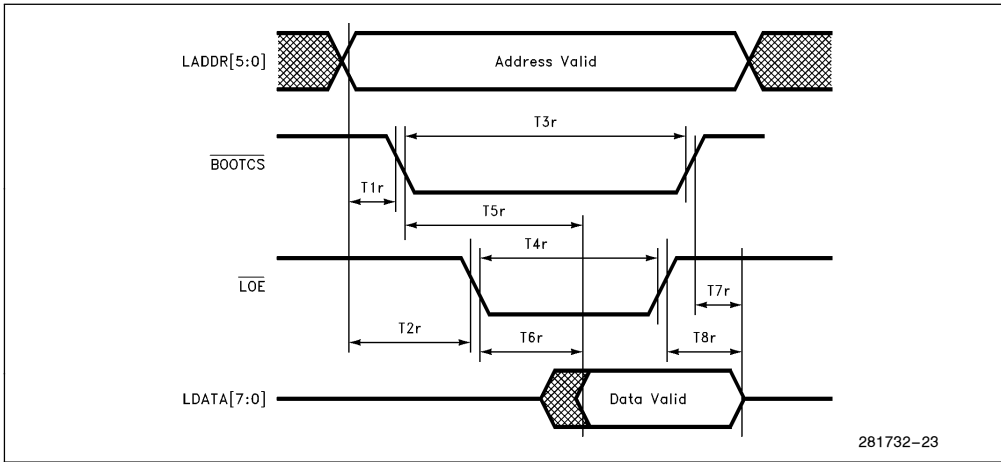 LADDR[5:0]
Address Valid
T3r
BOOTCS
T1r
T5r
T4r
LOE
T7r
T2r
T6r
T8r
LDATA[7:0]
Data Valid
281732-23